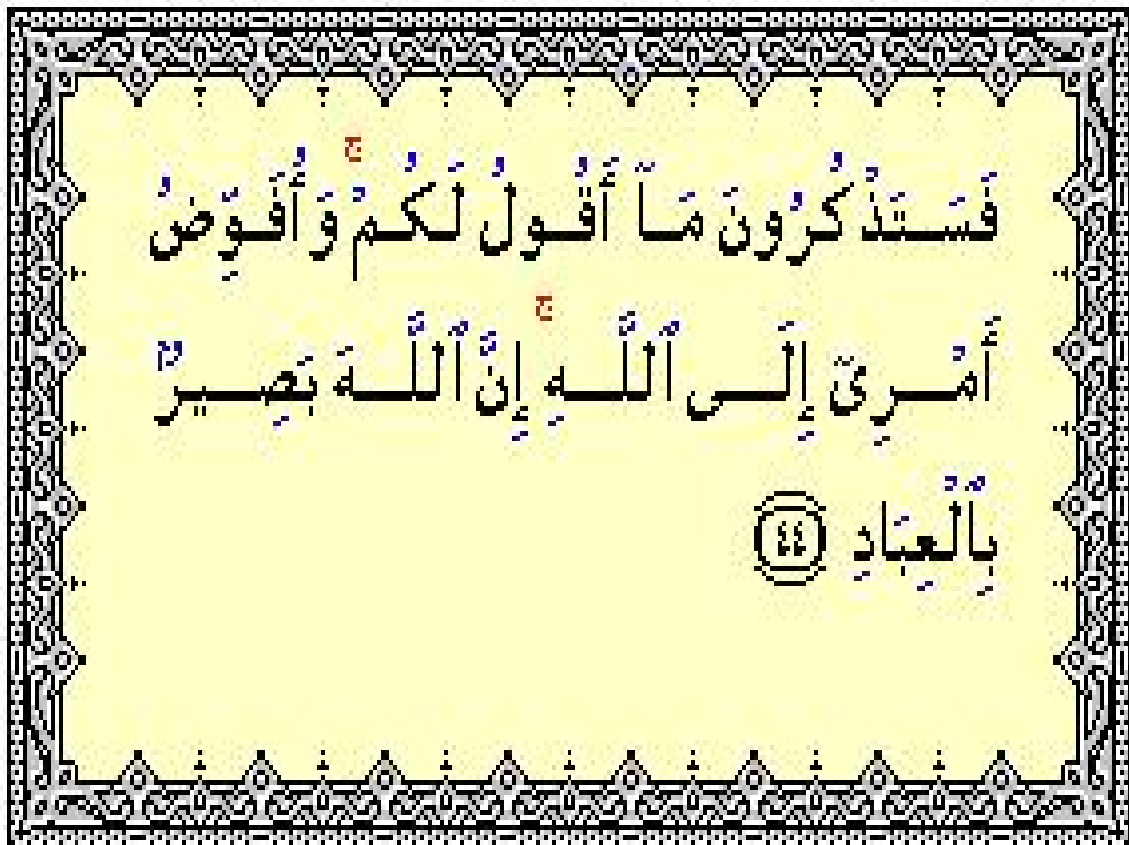 فَسَتَذْكُرُونَ مَآ أَقُولُ لَكُمْ ۚ وَأُفَوِّضُ
أَمْرِىٓ إِلَى ٱللَّهِ ۚ إِنَّ ٱللَّهَ بَصِيرٌۢ
بِٱلْعِبَادِ ٤٤